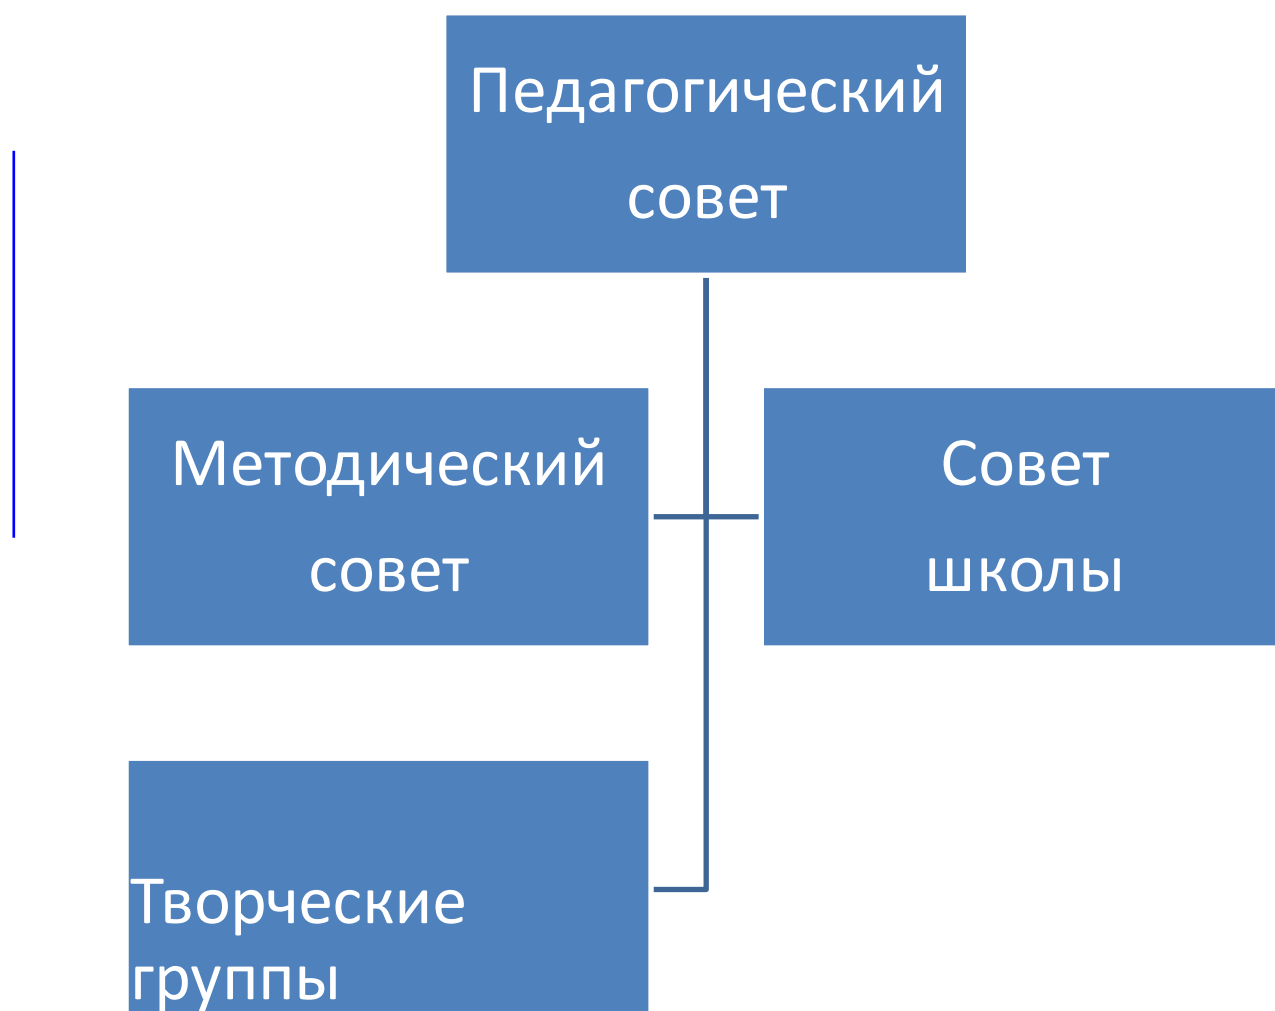 Педагогический
совет
Методический
совет
Совет
школы
Творческие
группы